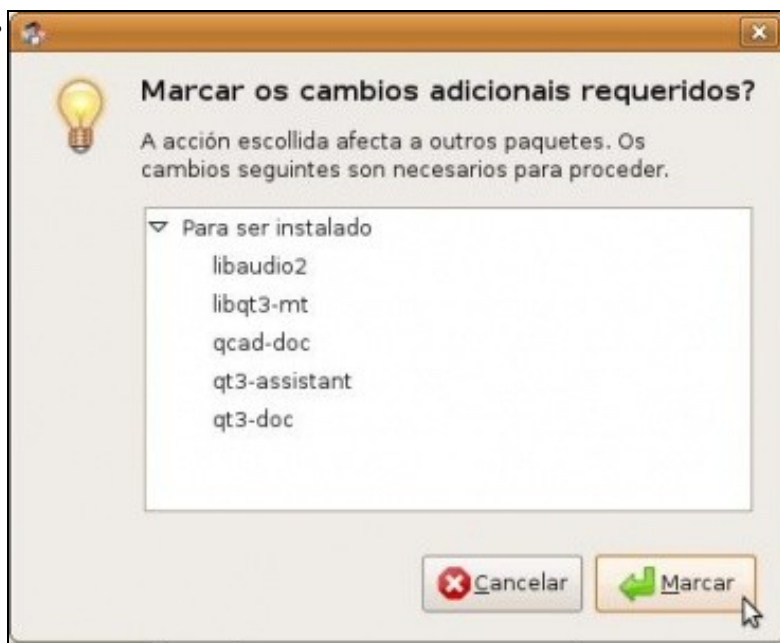 Marcar os cambios adicionais requeridos?
A acción escollida afecta a outros paquetes. Os
cambios seguintes son necesarios para proceder.
Para ser instalado
libaudio2
libqt3-mt
qcad-doc
qt3-assistant
qt3-doc
Cancelar
Marcar